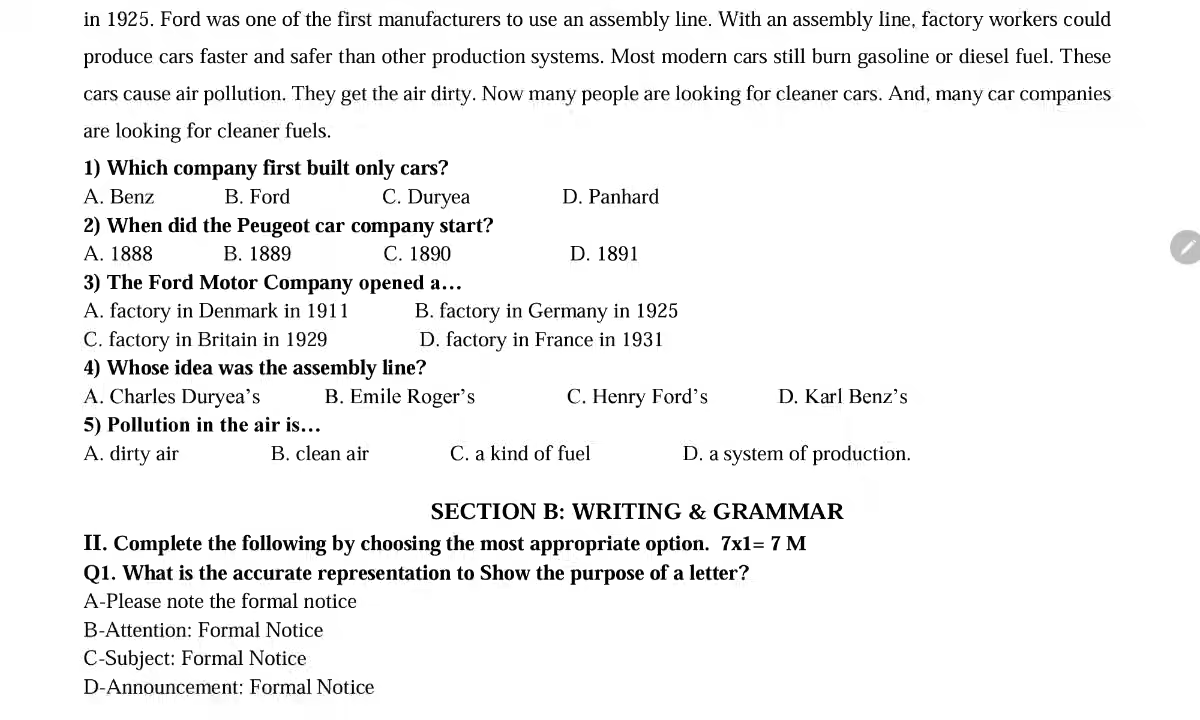 in 1925. Ford was one of the first manufacturers to use an assembly line. With an assembly line, factory workers could
produce cars faster and safer than other production systems. Most modern cars still burn gasoline or diesel fuel. These
cars cause air pollution. They get the air dirty. Now many people are looking for cleaner cars. And, many car companies
are looking for cleaner fuels.
1) Which company first built only cars?
A. Benz B. Ford C. Duryea D. Panhard
2) When did the Peugeot car company start?
A. 1888 B. 1889 C. 1890 D. 1891
3) The Ford Motor Company opened a…
A. factory in Denmark in 1911 B. factory in Germany in 1925
C. factory in Britain in 1929 D. factory in France in 1931
4) Whose idea was the assembly line?
A. Charles Duryea’s B. Emile Roger’s C. Henry Ford’s D. Karl Benz’s
5) Pollution in the air is…
A. dirty air B. clean air C. a kind of fuel D. a system of production.
SECTION B: WRITING & GRAMMAR
II. Complete the following by choosing the most appropriate option. 7x1= 7 M
Q1. What is the accurate representation to Show the purpose of a letter?
A-Please note the formal notice
B-Attention: Formal Notice
C-Subject: Formal Notice
D-Announcement: Formal Notice